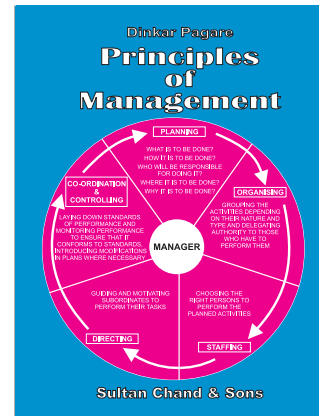 Dinkar Pagare
Principles
of
Management
PLANNING
WHAT IS TO BE DONE?
HOW IT IS TO BE DONE?
WHO WILL BE RESPONSIBLE
FOR DOING IT?
WHERE IT IS TO BE DONE?
WHY IT IS TO BE DONE?
ORGANISING
GROUPING THE
ACTIVITIES DEPENDING
ON THEIR NATURE AND
TYPE AND DELEGATING
AUTHORITY TO THOSE
WHO HAVE TO
PERFORM THEM
STAFFING
CHOOSING THE
RIGHT PERSONS TO
PERFORM THE
PLANNED ACTIVITIES
DIRECTING
GUIDING AND MOTIVATING
SUBORDINATES TO
PERFORM THEIR TASKS
CO-ORDINATION
&
CONTROLLING
LAYING DOWN STANDARDS
OF PERFORMANCE AND
MONITORING PERFORMANCE
TO ENSURE THAT IT
CONFORMS TO STANDARDS,
INTRODUCING MODIFICATIONS
IN PLANS WHERE NECESSARY
MANAGER
Sultan Chand & Sons